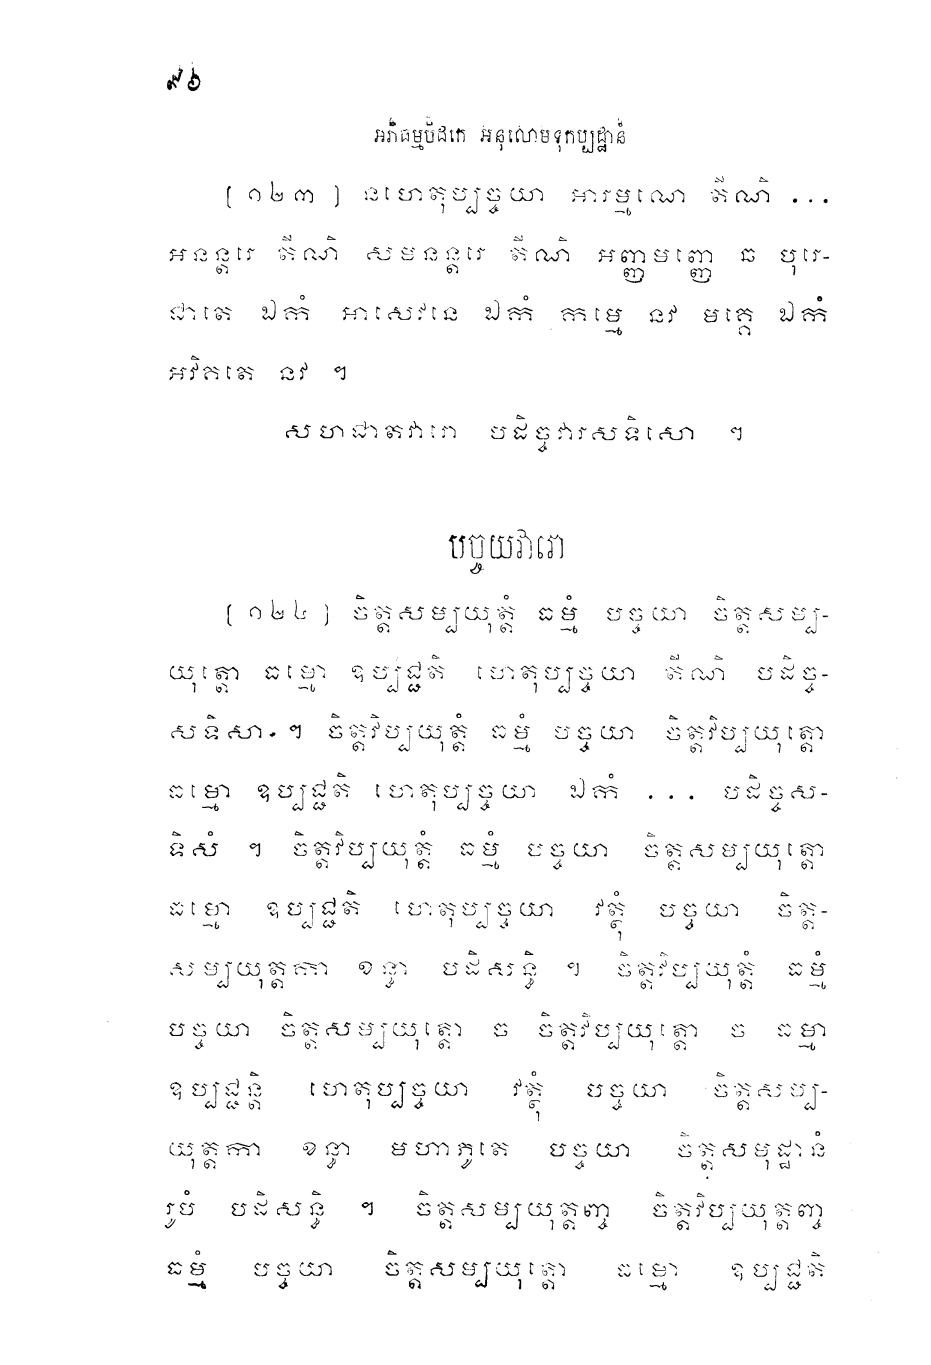 ៩៦
អភិធម្មបិដកេ អនុលោមទុកប្បដ្ឋានំ
[ ១២៣ ] នហេតុប្បច្ចយា អារម្មណេ តីណិ ...
អនន្តរេ តីណិ សមនន្តរេ តីណិ អញ្ញមញ្ញេ ឆ បុរេ-
ជាតេ ឯកំ អាសេវនេ ឯកំ កម្មេ នវ មគ្គេ ឯកំ
អវិគតេ នវ ។
សហជាតវារោ បដិច្ចវារសទិសោ ។
បច្ចយវារោ
[ ១២៤ ] ចិត្តសម្បយុត្តំ ធម្មំ បច្ចយា ចិត្តសម្ប-
យុត្តោ ធម្មោ ឧប្បជ្ជតិ ហេតុប្បច្ចយា តីណិ បដិច្ច-
សទិសា. ។ ចិត្តវិប្បយុត្តំ ធម្មំ បច្ចយា ចិត្តវិប្បយុត្តោ
ធម្មោ ឧប្បជ្ជតិ ហេតុប្បច្ចយា ឯកំ ... បដិច្ចស-
ទិសំ ។ ចិត្តវិប្បយុត្តំ ធម្មំ បច្ចយា ចិត្តសម្បយុត្តោ
ធម្មោ ឧប្បជ្ជតិ ហេតុប្បច្ចយា វត្ថុំ បច្ចយា ចិត្ត-
សម្បយុត្តកា ខន្ធា បដិសន្ធិ ។ ចិត្តវិប្បយុត្តំ ធម្មំ
បច្ចយា ចិត្តសម្បយុត្តោ ច ចិត្តវិប្បយុត្តោ ច ធម្មា
ឧប្បជ្ជន្តិ ហេតុប្បច្ចយា វត្ថុំ បច្ចយា ចិត្តសម្ប-
យុត្តកា ខន្ធា មហាភូតេ បច្ចយា ចិត្តសមុដ្ឋានំ
រូបំ បដិសន្ធិ ។ ចិត្តសម្បយុត្តញ្ច ចិត្តវិប្បយុត្តញ្ច
ធម្មំ បច្ចយា ចិត្តសម្បយុត្តោ ធម្មោ ឧប្បជ្ជតិ